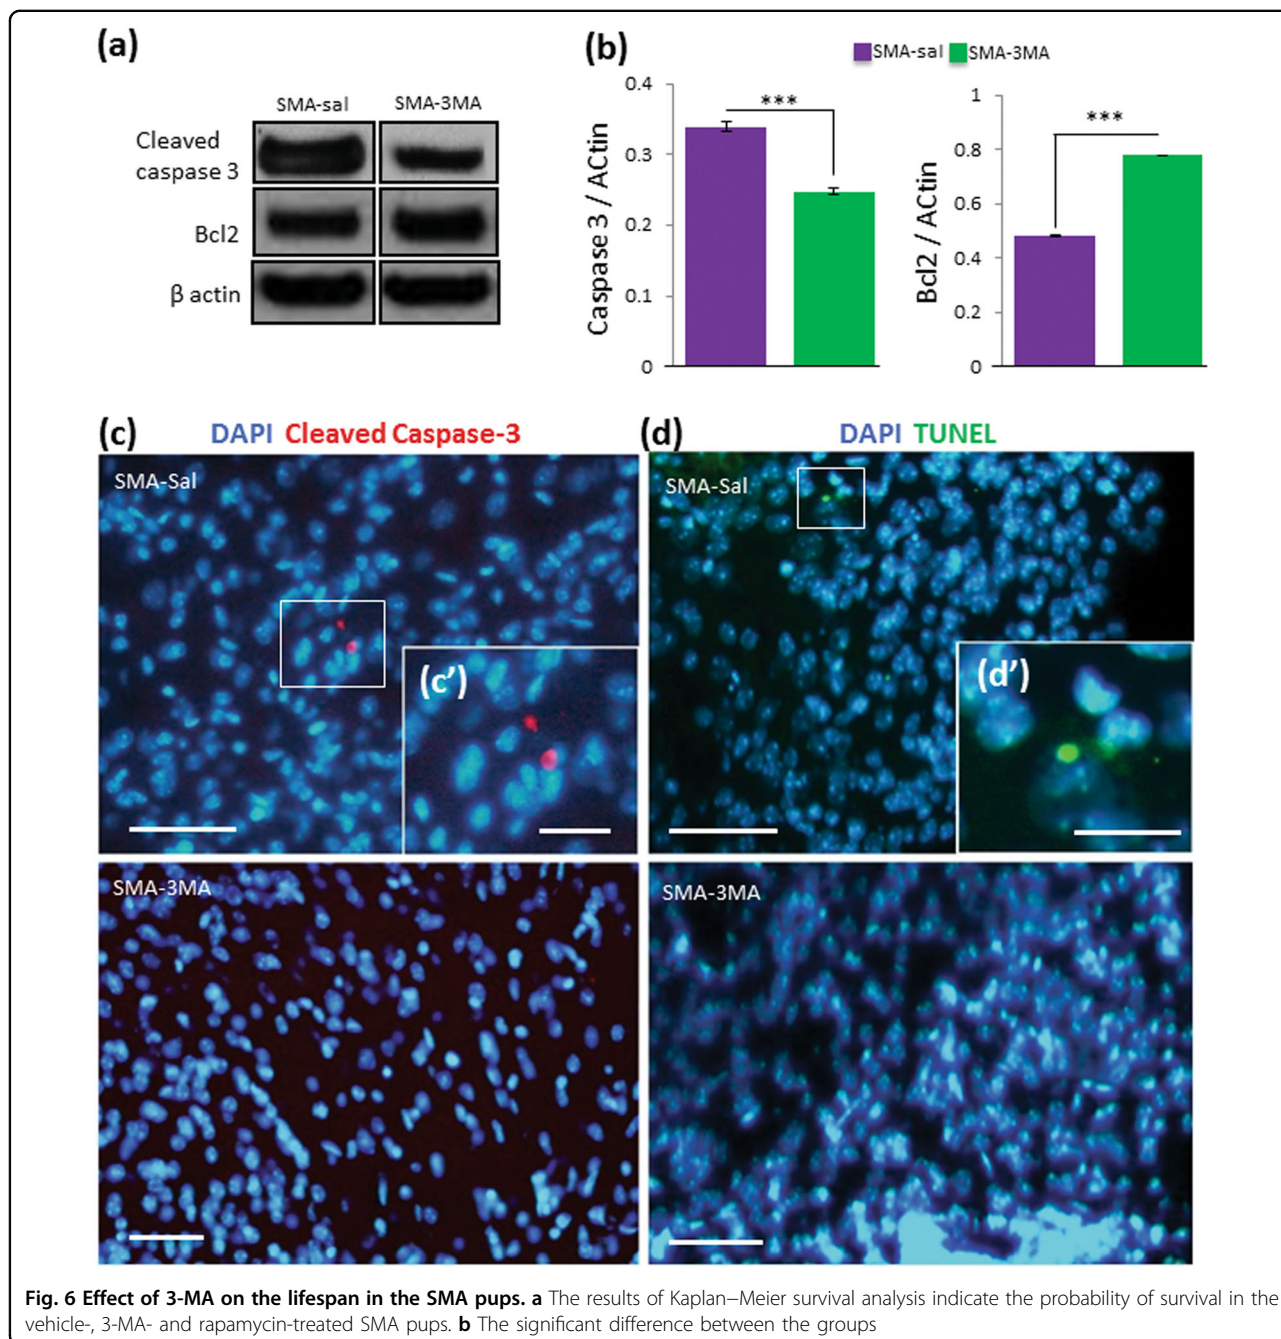 (a)
SMA-sal SMA-3MA
Cleaved
caspase 3
Bcl2
β actin
(b)
SMA-sal SMA-3MA
0.4
0.3
0.2
0.1
0
Caspase 3 / ACtin
***
1
0.8
0.6
0.4
0.2
0
Bcl2 / ACtin
***
(c) DAPI Cleaved Caspase-3
SMA-Sal
(c’)
SMA-3MA
(d) DAPI TUNEL
SMA-Sal
(d’)
SMA-3MA
Fig. 6 Effect of 3-MA on the lifespan in the SMA pups. a The results of Kaplan–Meier survival analysis indicate the probability of survival in the
vehicle-, 3-MA- and rapamycin-treated SMA pups. b The significant difference between the groups